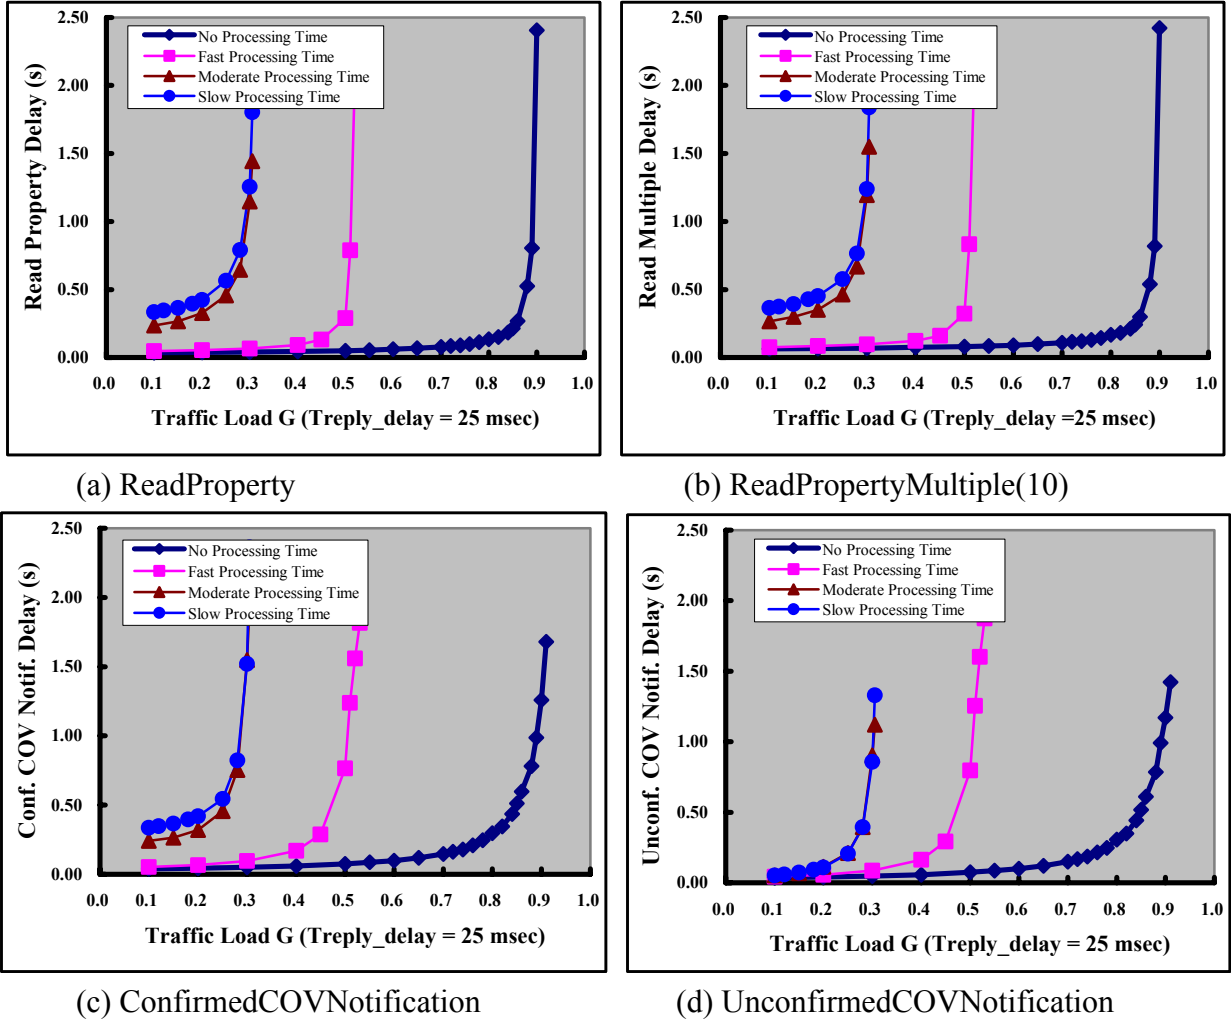 2.50
2.00
1.50
1.00
0.50
0.00
Read Property Delay (s)
No Processing Time
Fast Processing Time
Moderate Processing Time
Slow Processing Time
0.0 0.1 0.2 0.3 0.4 0.5 0.6 0.7 0.8 0.9 1.0
Traffic Load G (Treply_delay = 25 msec)
(a) ReadProperty
2.50
2.00
1.50
1.00
0.50
0.00
Read Multiple Delay (s)
No Processing Time
Fast Processing Time
Moderate Processing Time
Slow Processing Time
0.0 0.1 0.2 0.3 0.4 0.5 0.6 0.7 0.8 0.9 1.0
Traffic Load G (Treply_delay =25 msec)
(b) ReadPropertyMultiple(10)
2.50
2.00
1.50
1.00
0.50
0.00
Conf. COV Notif. Delay (s)
No Processing Time
Fast Processing Time
Moderate Processing Time
Slow Processing Time
0.0 0.1 0.2 0.3 0.4 0.5 0.6 0.7 0.8 0.9 1.0
Traffic Load G (Treply_delay = 25 msec)
(c) ConfirmedCOVNotification
2.50
2.00
1.50
1.00
0.50
0.00
Unconf. COV Notif. Delay (s)
No Processing Time
Fast Processing Time
Moderate Processing Time
Slow Processing Time
0.0 0.1 0.2 0.3 0.4 0.5 0.6 0.7 0.8 0.9 1.0
Traffic Load G (Treply_delay = 25 msec)
(d) UnconfirmedCOVNotification